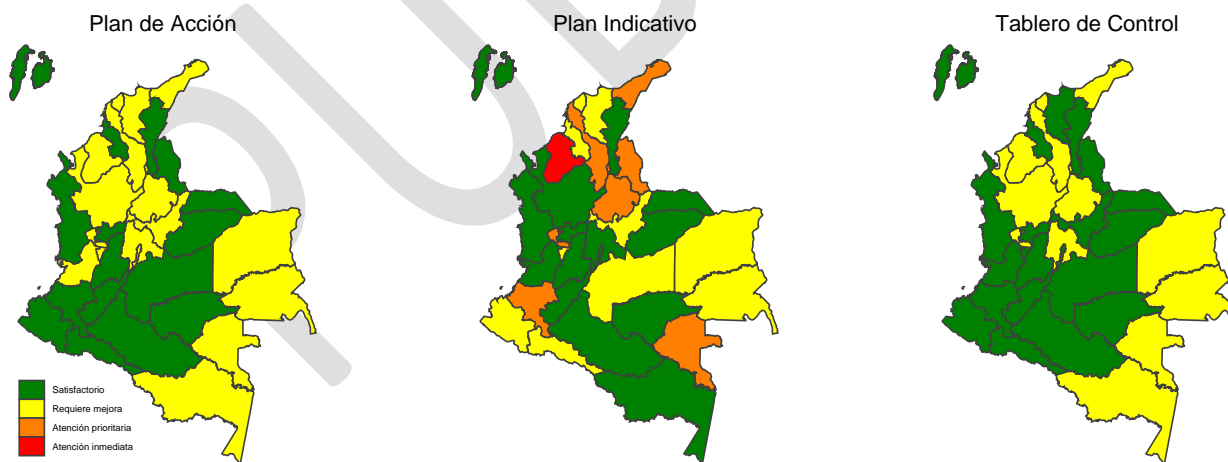 Plan de Acción
Plan Indicativo
Tablero de Control
Satisfactorio
Requiere mejora
Atención prioritaria
Atención inmediata